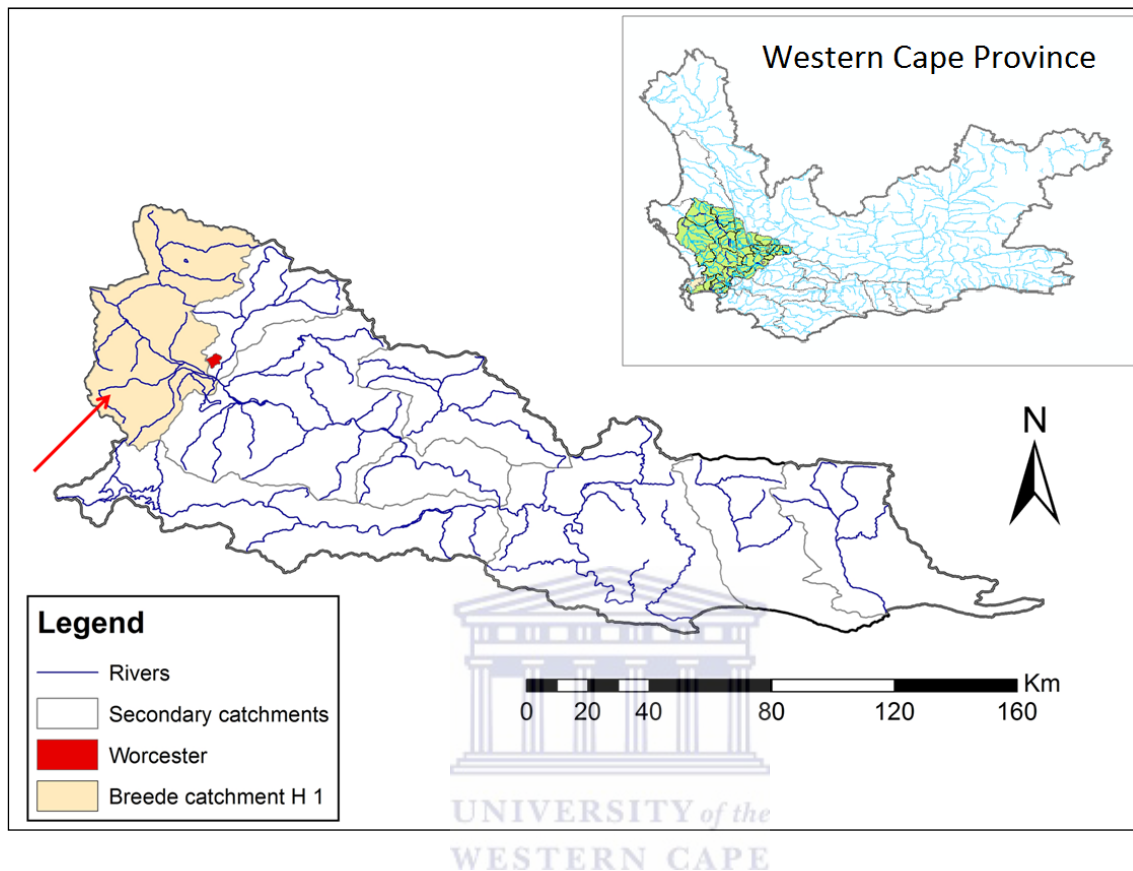 Western Cape Province
N
Legend
Rivers
Secondary catchments
Worcester
Breede catchment H 1
Km
0 20 40 80 120 160
UNIVERSITY of the
WESTERN CAPE